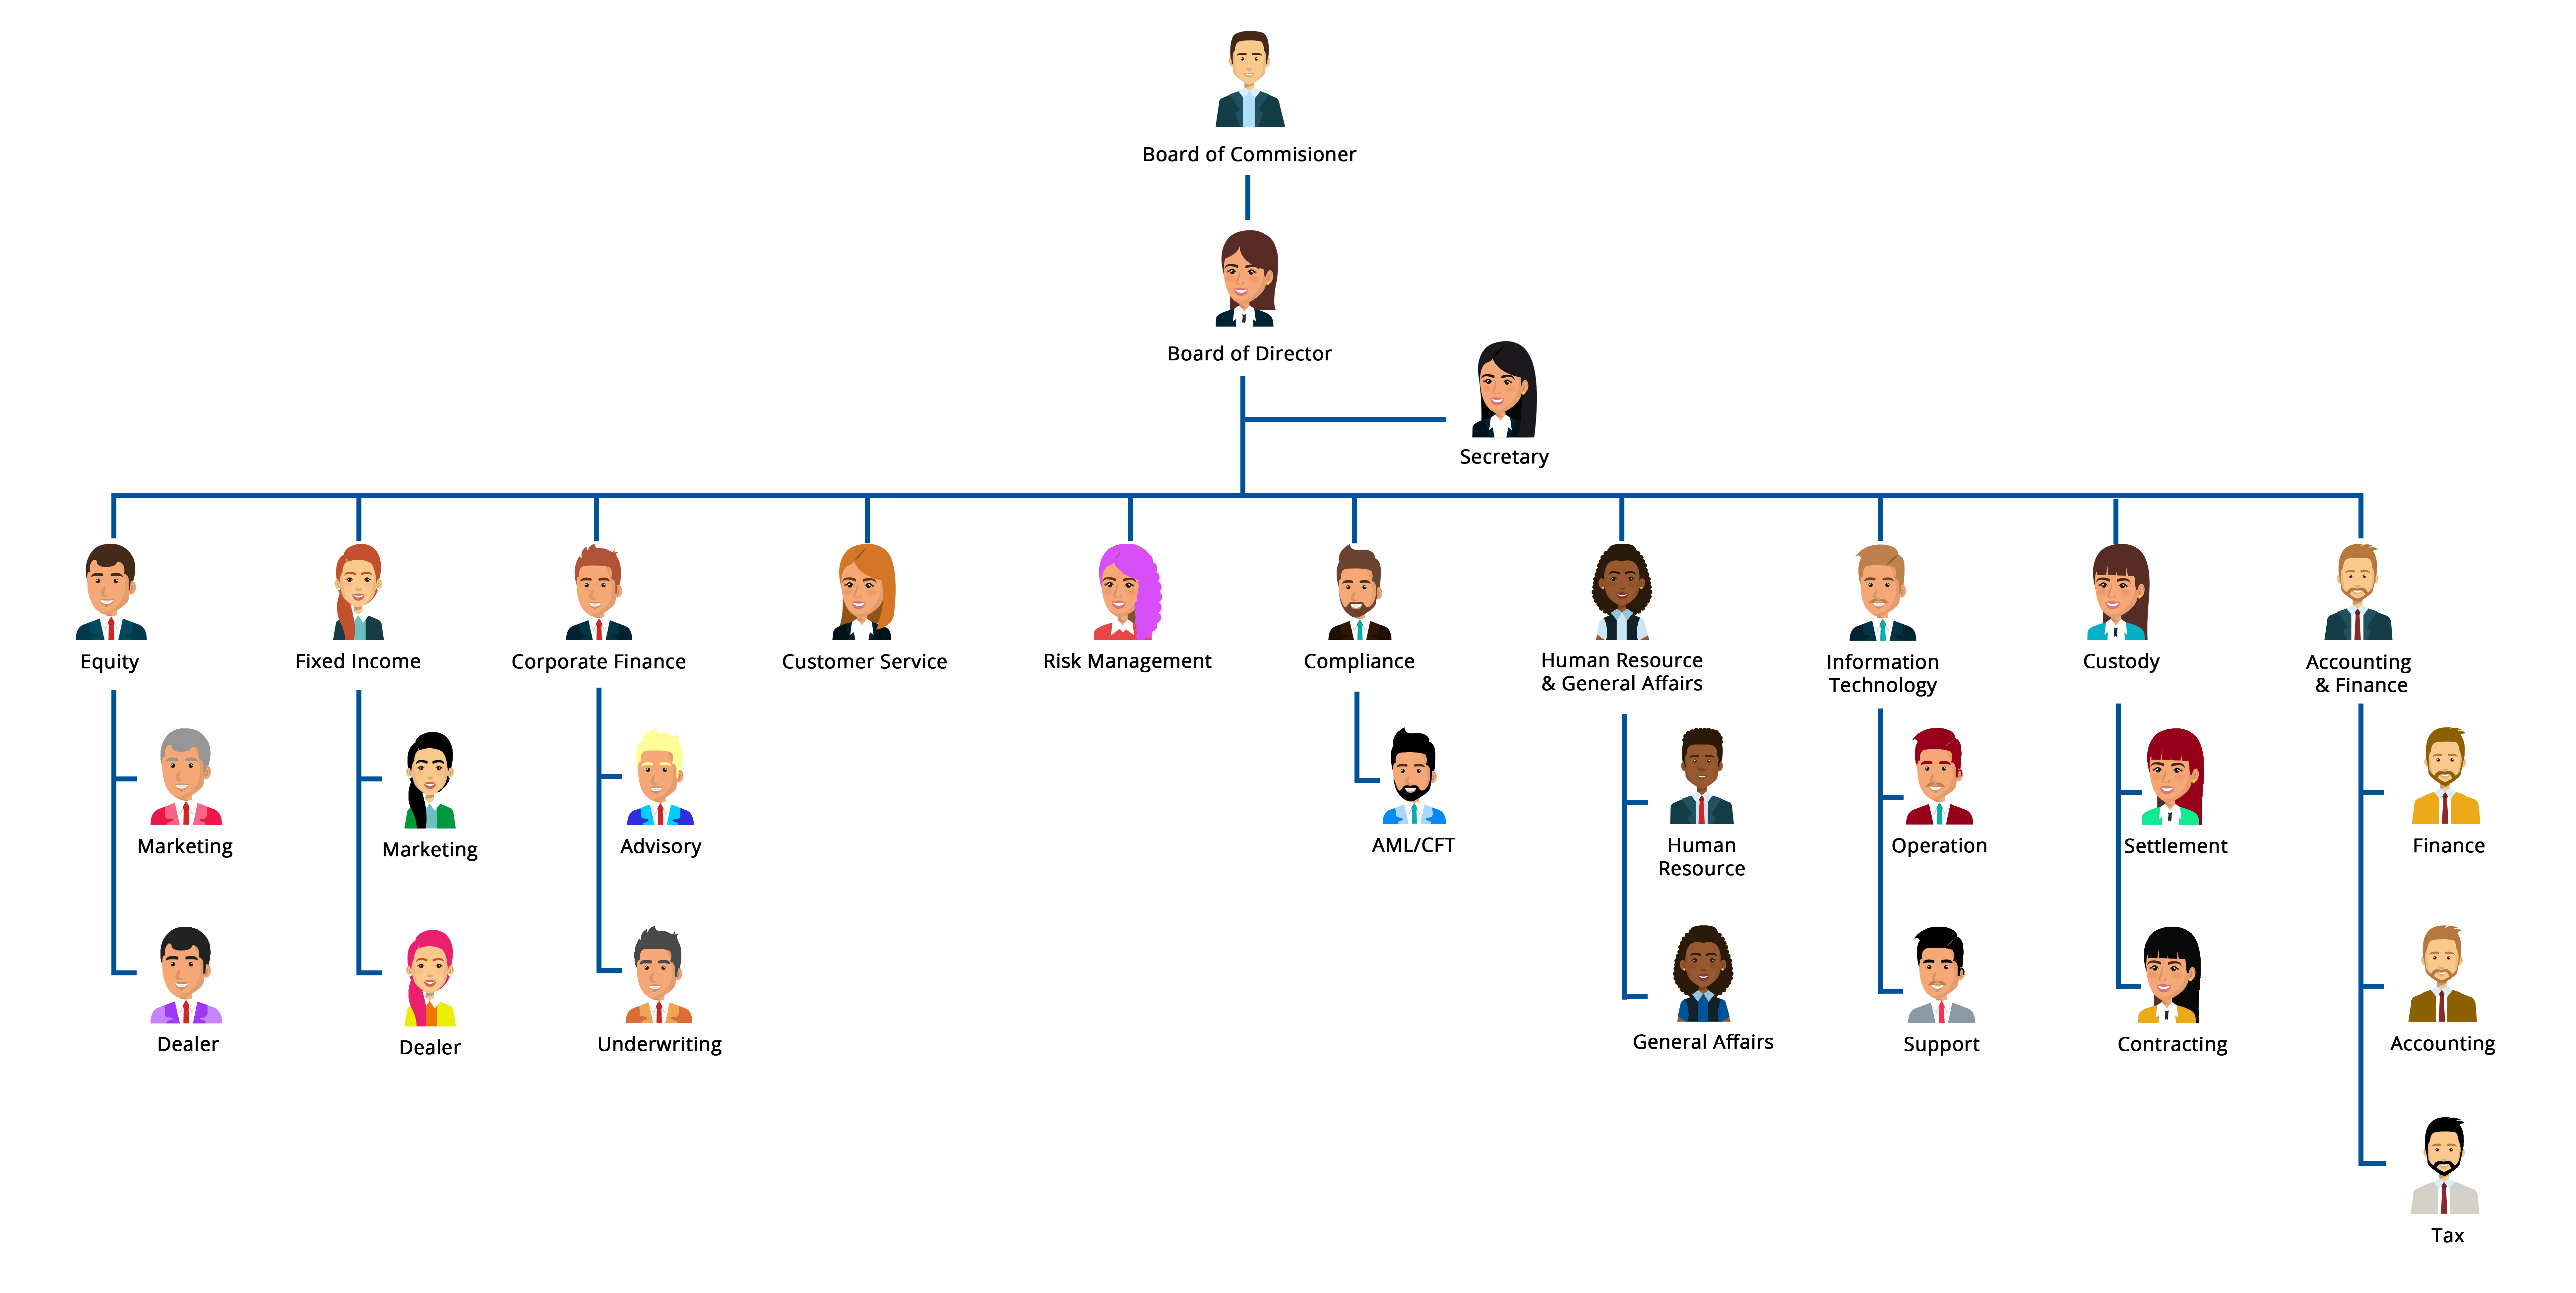 Board of Commisioner
Board of Director
Secretary
Equity
Fixed Income
Corporate Finance
Customer Service
Risk Management
Compliance
Human Resource
& General Affairs
Information
Technology
Custody
Accounting
& Finance
Marketing
Marketing
Advisory
AML/CFT
Human
Resource
Operation
Settlement
Finance
Dealer
Dealer
Underwriting
General Affairs
Support
Contracting
Accounting
Tax